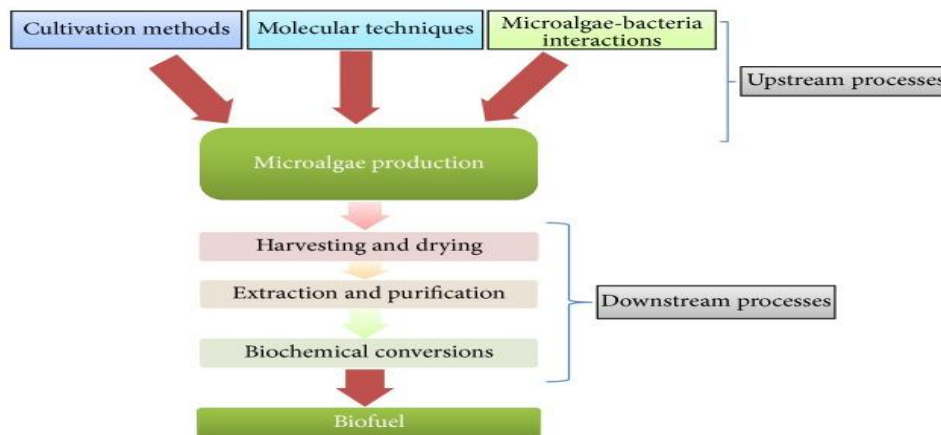 Cultivation methods
Molecular techniques
Microalgae-bacteria
interactions
Upstream processes
Microalgae production
Harvesting and drying
Extraction and purification
Downstream processes
Biochemical conversions
Biofuel